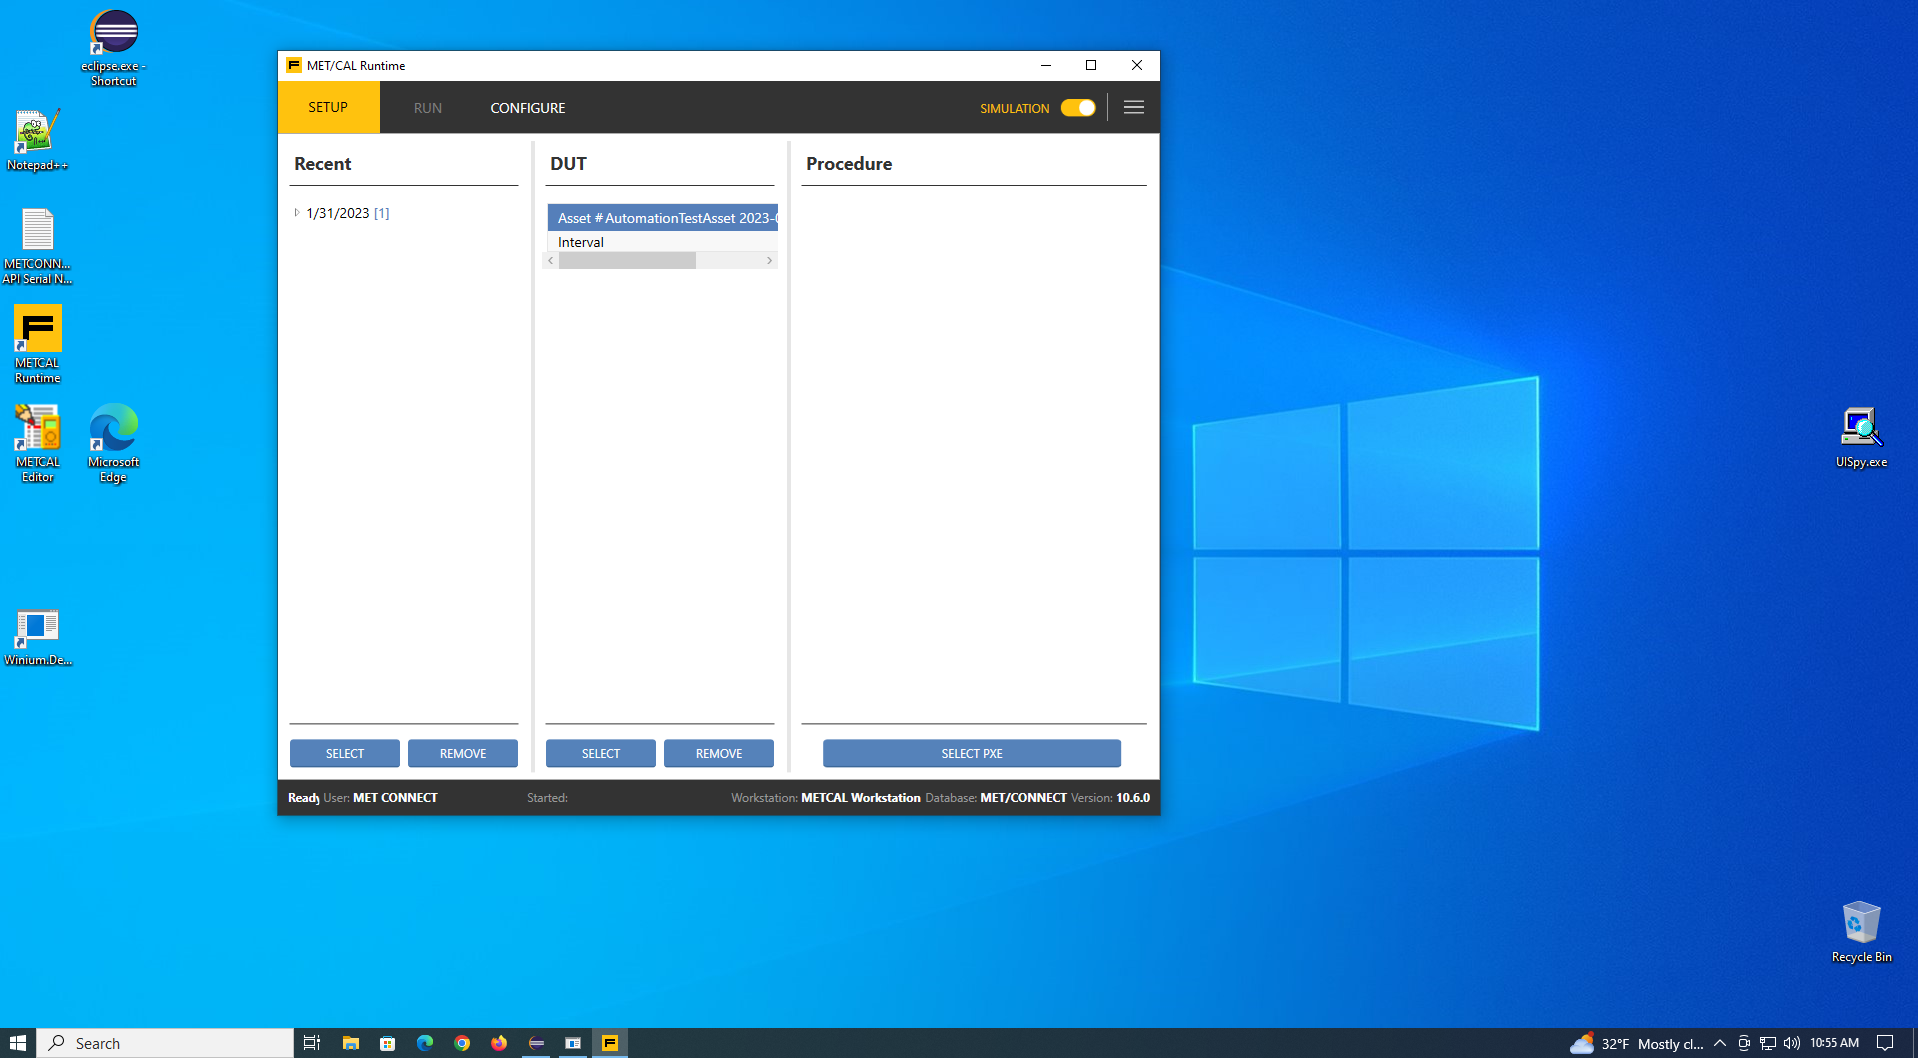 eclipse.exe -
Shortcut
Notepad++
METCONN...
API Serial N...
METCAL
Runtime
METCAL
Editor
Microsoft
Edge
Winium.De...
MET/CAL Runtime
SETUP
RUN
CONFIGURE
SIMULATION
Recent
1/31/2023 [1]
SELECT
REMOVE
DUT
Asset # AutomationTestAsset 2023-0
Interval
SELECT
REMOVE
Procedure
SELECT PXE
Ready User: MET CONNECT
Started:
Workstation: METCAL Workstation Database: MET/CONNECT Version: 10.6.0
UISpy.exe
Recycle Bin
Search
32°F Mostly cl...
10:55 AM